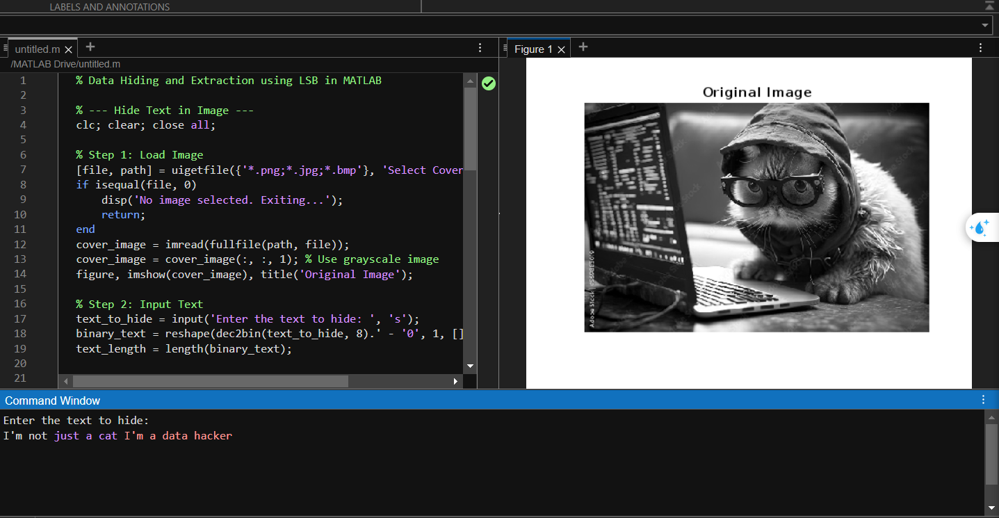 LABELS AND ANNOTATIONS
untitled.m
/MATLAB Drive/untitled.m
1 % Data Hiding and Extraction using LSB in MATLAB
2
3 % --- Hide Text in Image ---
4 clc; clear; close all;
5
6 % Step 1: Load Image
7 [file, path] = uigetfile({'*.png;*.jpg;*.bmp'}, 'Select Cover
8 if isequal(file, 0)
9 disp('No image selected. Exiting...');
10 return;
11 end
12 cover_image = imread(fullfile(path, file));
13 cover_image = cover_image(:, :, 1); % Use grayscale image
14 figure, imshow(cover_image), title('Original Image');
15
16 % Step 2: Input Text
17 text_to_hide = input('Enter the text to hide: ', 's');
18 binary_text = reshape(dec2bin(text_to_hide, 8).' - '0', 1, []
19 text_length = length(binary_text);
20
21
Figure 1
Original Image
Adobe Stock
Command Window
Enter the text to hide:
I'm not just a cat I'm a data hacker